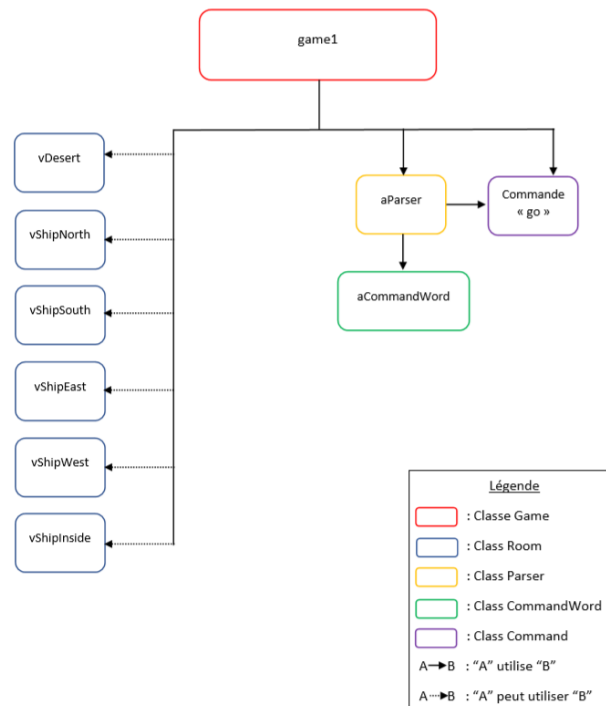 game1
vDesert
aParser
Commande
« go »
vShipNorth
aCommandWord
vShipSouth
vShipEast
vShipWest
vShipInside
Légende
: Classe Game
: Class Room
: Class Parser
: Class CommandWord
: Class Command
A B : “A” utilise “B”
A B : “A” peut utiliser “B”